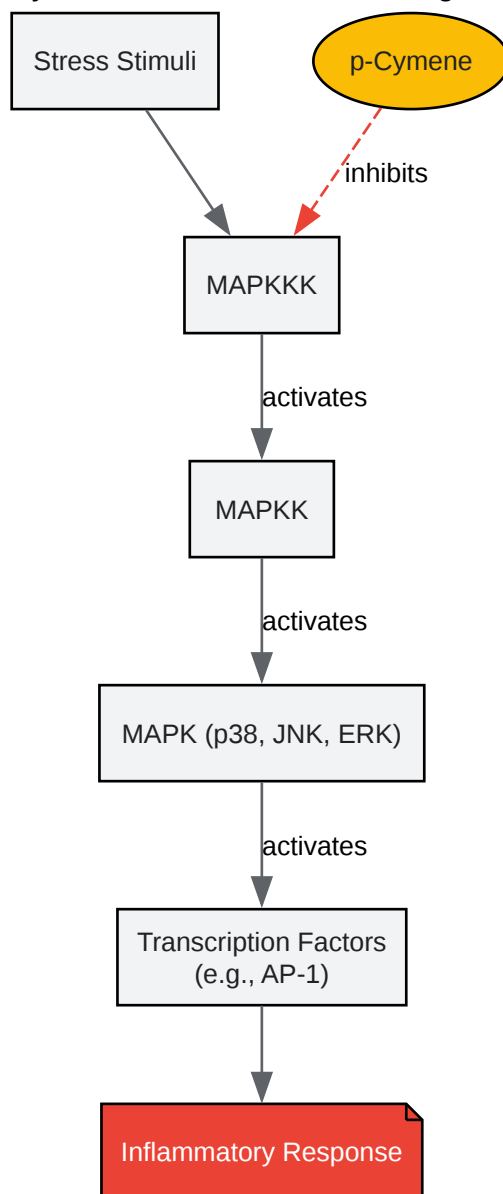 Stress Stimuli
p-Cymene
inhibits
MAPKKK
activates
MAPKK
activates
MAPK (p38, JNK, ERK)
activates
Transcription Factors
(e.g., AP-1)
Inflammatory Response